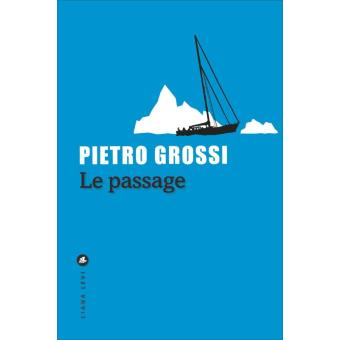 PIETRO GROSSI
Le passage
LIANA LEVI